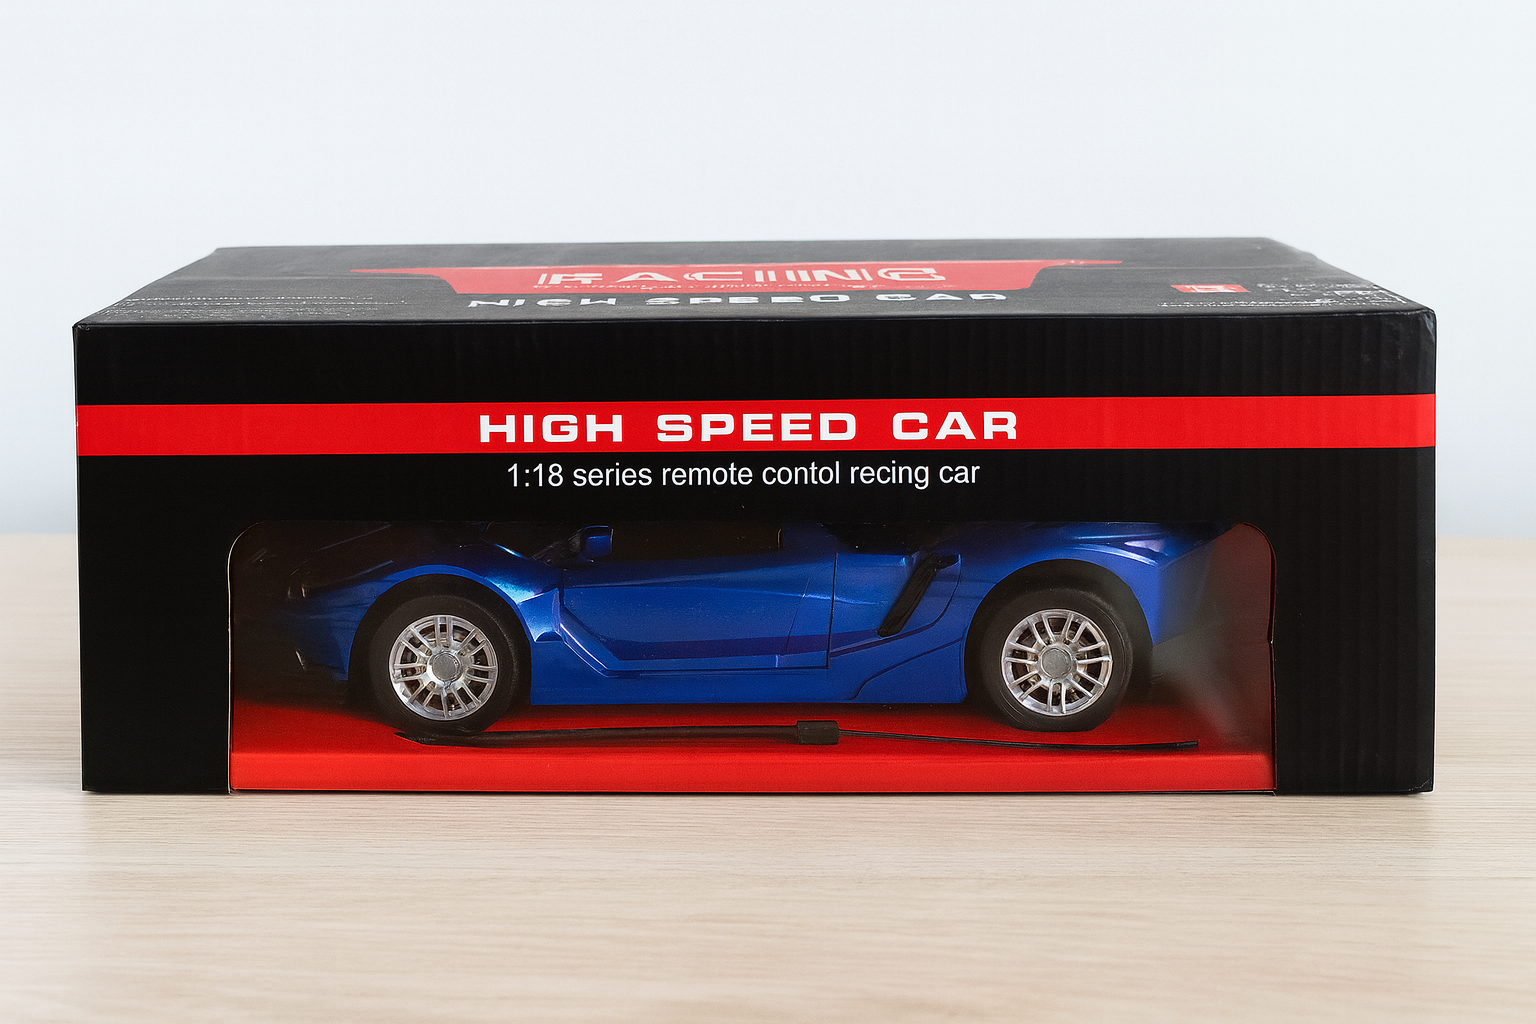 RACING
HIGH SPEED CAR
HIGH SPEED CAR
1:18 series remote contol recing car